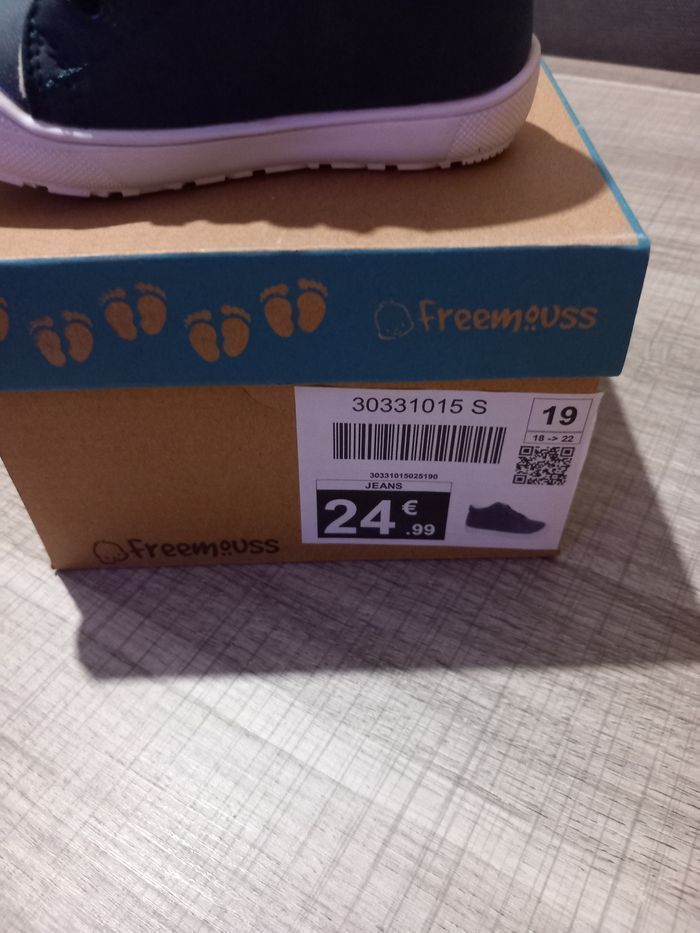 freemouss
30331015 S
19
18 -> 22
30331015025190
JEANS
24€.99
freemouss